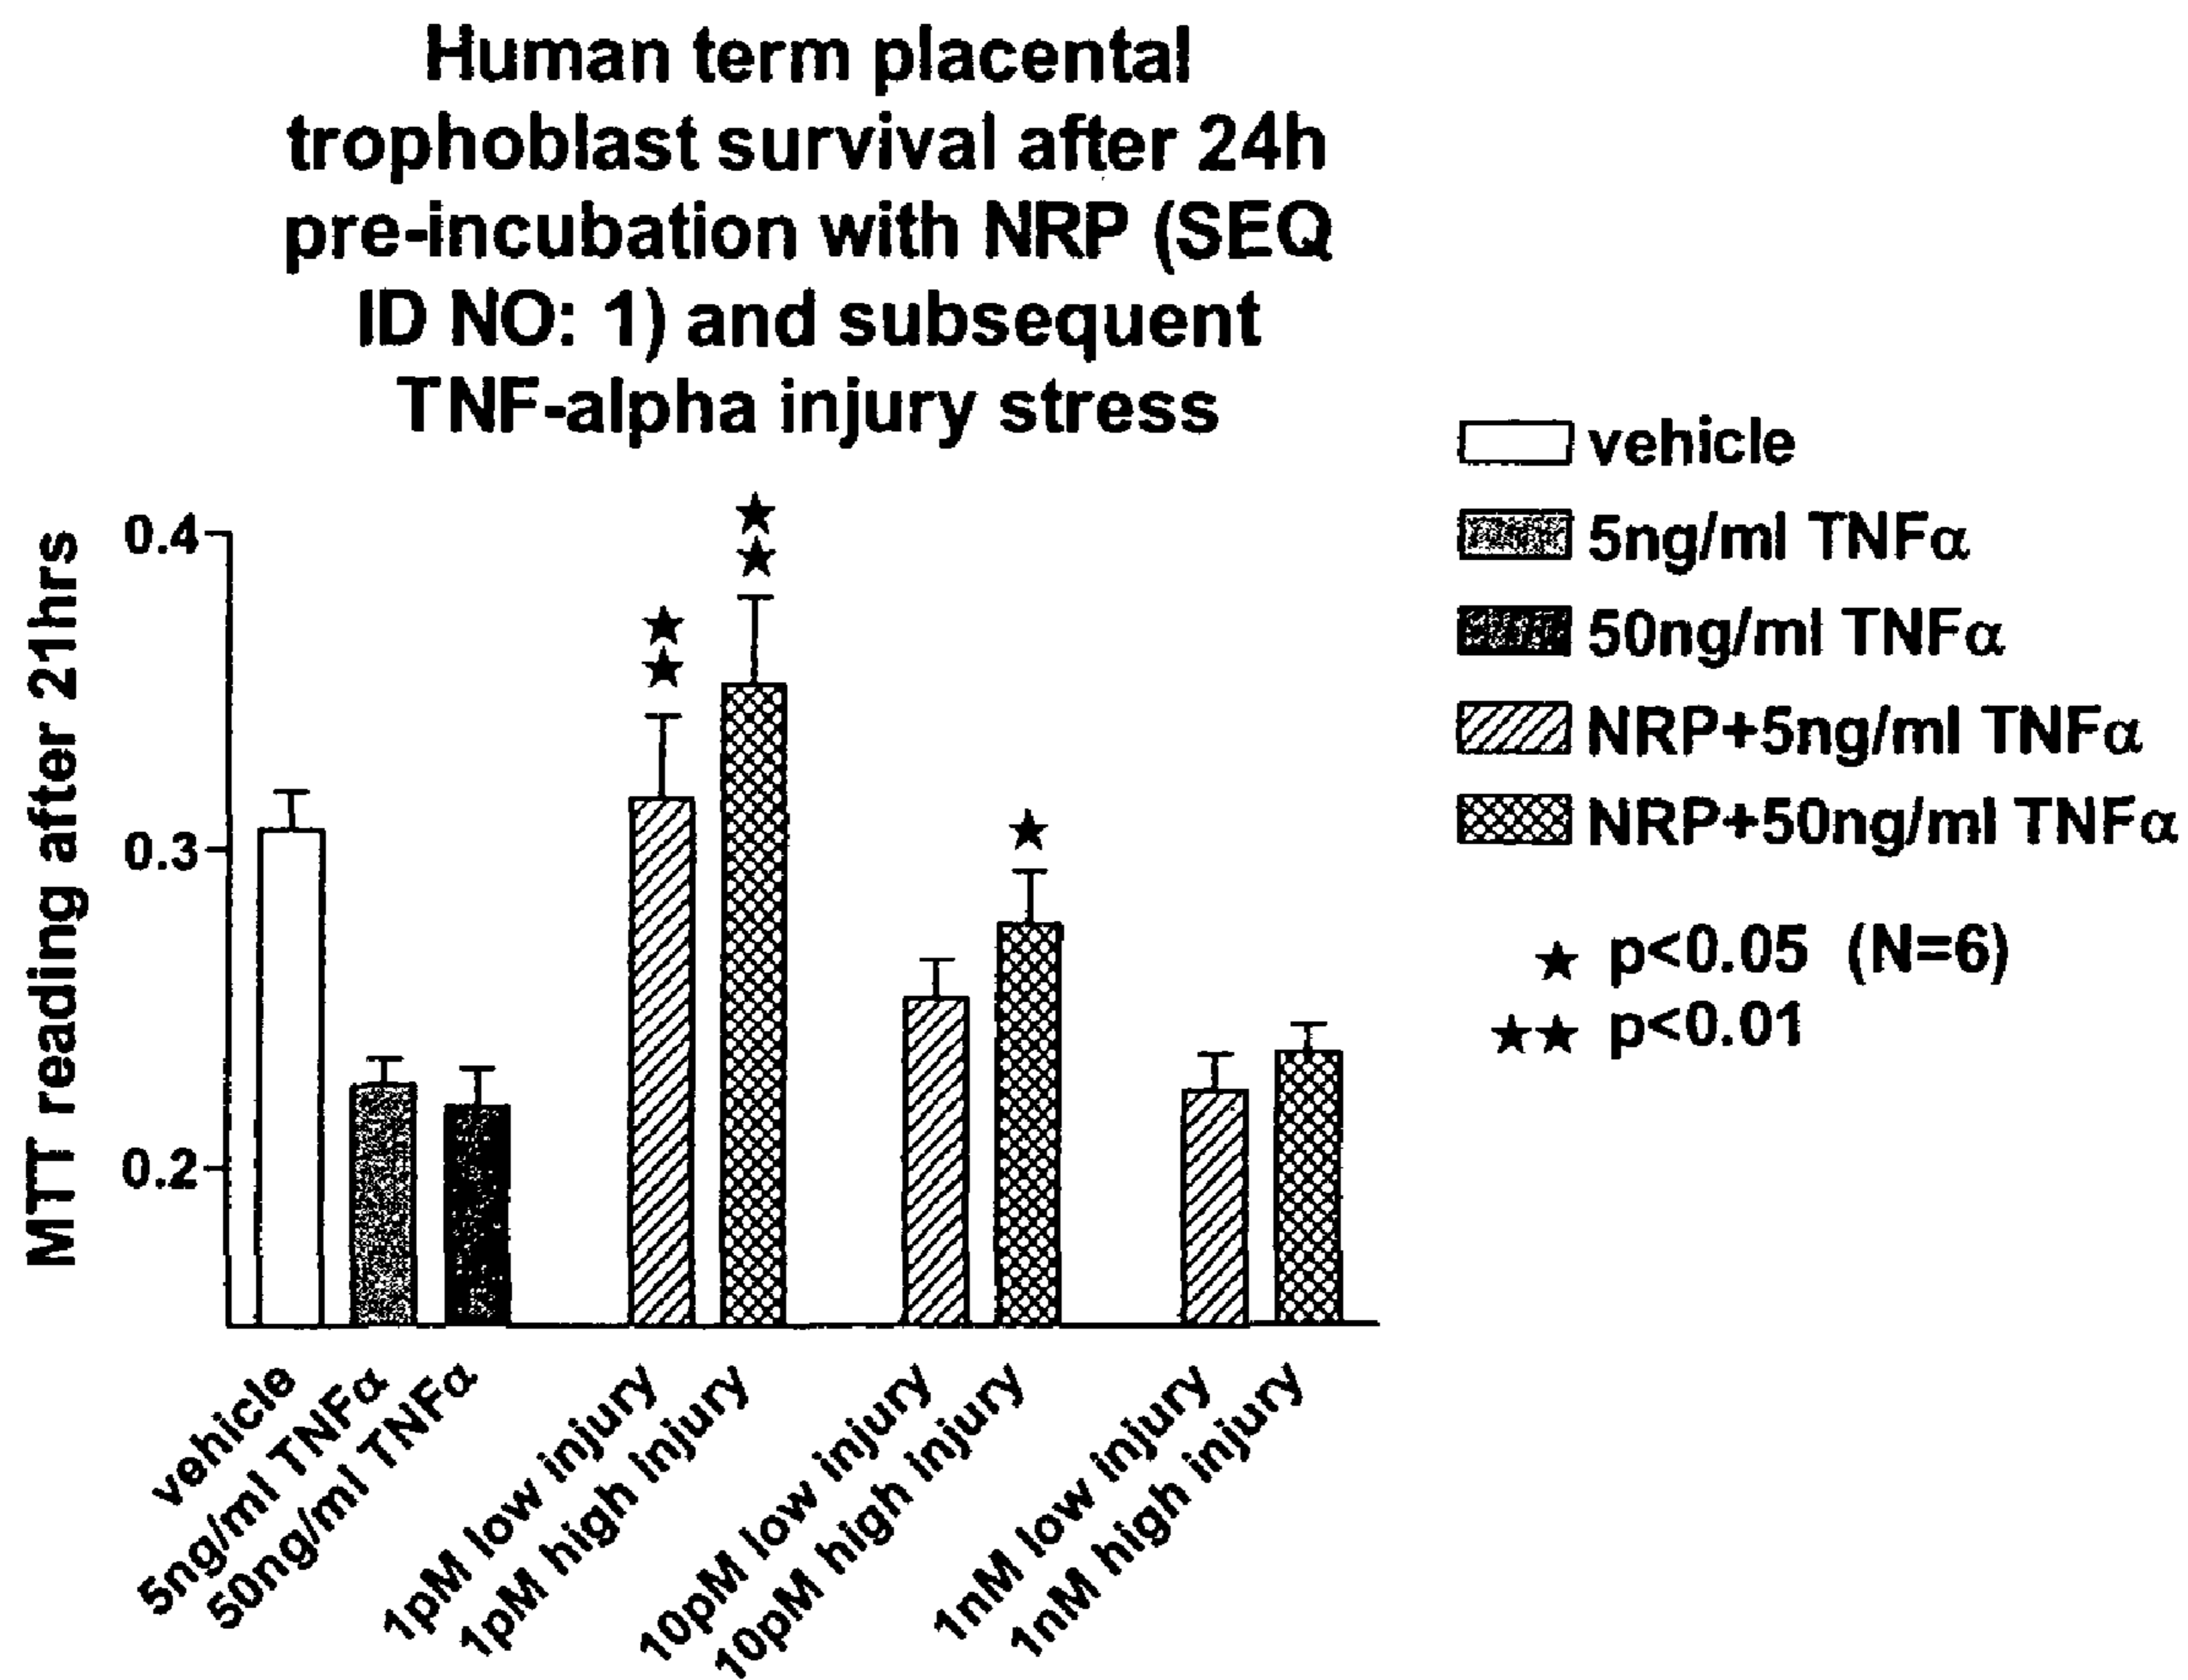 Human term placental
trophoblast survival after 24h
pre-incubation with NRP (SEQ
ID NO: 1) and subsequent
TNF-alpha injury stress
MTT reading after 21hrs
0.4
0.3
0.2
vehicle
5ng/ml TNFα
50ng/ml TNFα
1pM low injury
1pM high injury
10pM low injury
10pM high injury
1nM low injury
1nM high injury
vehicle
5ng/ml TNFα
50ng/ml TNFα
NRP+5ng/ml TNFα
NRP+50ng/ml TNFα
★ p<0.05 (N=6)
★★ p<0.01